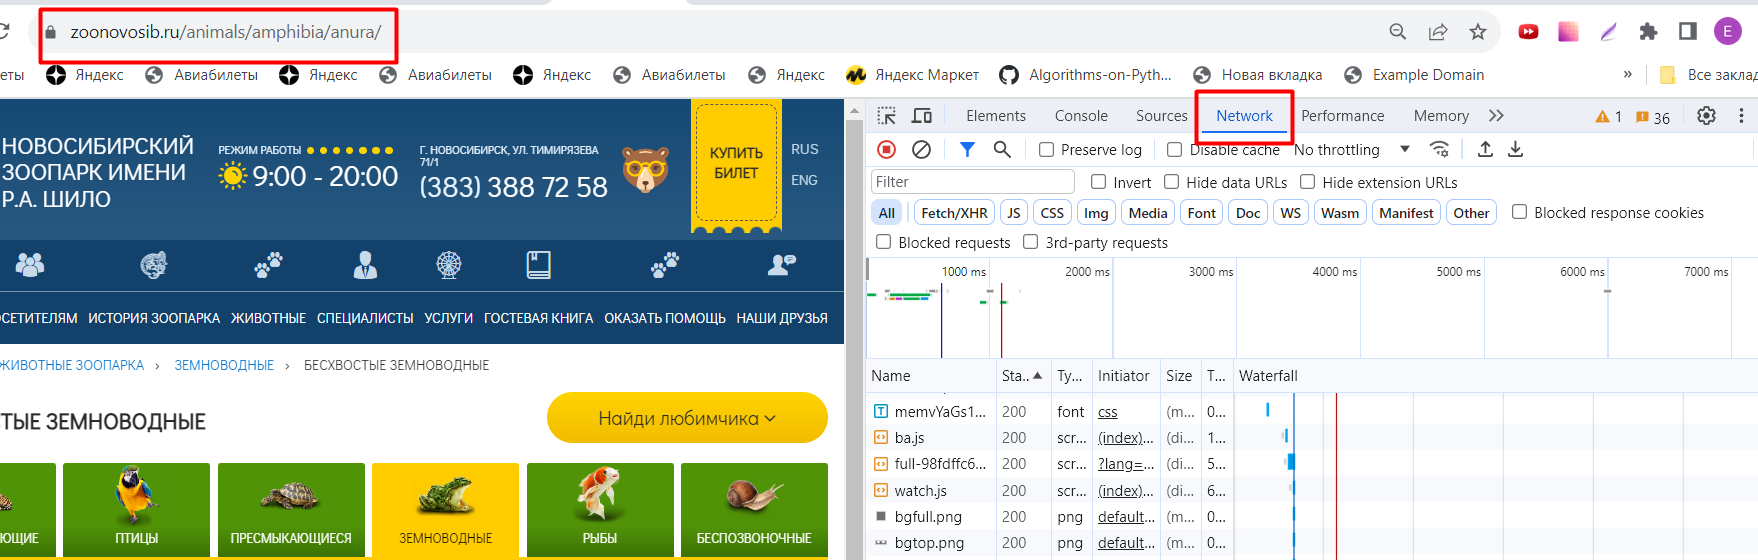 zoonovosib.ru/animals/amphibia/anura/
E
еты Яндекс Авиабилеты Яндекс Авиабилеты Яндекс Авиабилеты Яндекс Яндекс Маркет Algorithms-on-Pyth... Новая вкладка Example Domain » Все заклад
НОВОСИБИРСКИЙ
ЗООПАРК ИМЕНИ
Р.А. ШИЛО
РЕЖИМ РАБОТЫ
9:00 - 20:00
Г. НОВОСИБИРСК, УЛ. ТИМИРЯЗЕВА
71/1
(383) 388 72 58
КУПИТЬ
БИЛЕТ
RUS
ENG
ОСЕТИТЕЛЯМ ИСТОРИЯ ЗООПАРКА ЖИВОТНЫЕ СПЕЦИАЛИСТЫ УСЛУГИ ГОСТЕВАЯ КНИГА ОКАЗАТЬ ПОМОЩЬ НАШИ ДРУЗЬЯ
ЖИВОТНЫЕ ЗООПАРКА › ЗЕМНОВОДНЫЕ › БЕСХВОСТЫЕ ЗЕМНОВОДНЫЕ
ТЫЕ ЗЕМНОВОДНЫЕ
Найди любимчика
ЮЩИЕ ПТИЦЫ ПРЕСМЫКАЮЩИЕСЯ ЗЕМНОВОДНЫЕ РЫБЫ БЕСПОЗВОНОЧНЫЕ
Elements Console Sources Network Performance Memory 1 36
Preserve log Disable cache No throttling
Filter Invert Hide data URLs Hide extension URLs
All Fetch/XHR JS CSS Img Media Font Doc WS Wasm Manifest Other Blocked response cookies
Blocked requests 3rd-party requests
1000 ms 2000 ms 3000 ms 4000 ms 5000 ms 6000 ms 7000 ms
Name Sta.. Ty... Initiator Size T... Waterfall
memvYaGs1... 200 font css (m... 0...
ba.js 200 scr... (index)... (di... 1...
full-98fdffc6... 200 scr... ?lang=... (di... 5...
watch.js 200 scr... (index)... (di... 6...
bgfull.png 200 png default... (m... 0...
bgtop.png 200 png default... (m... 0...